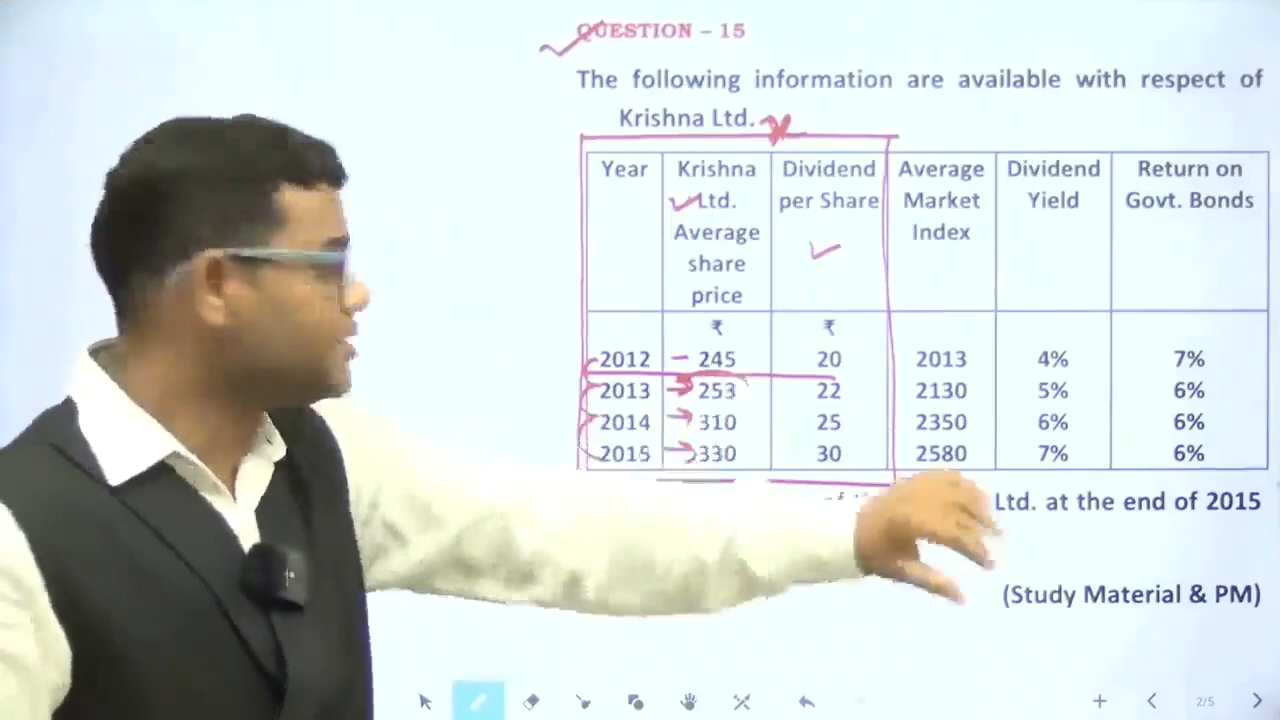 QUESTION – 15
The following information are available with respect of
Krishna Ltd.
Year | Krishna Ltd. Average share price | Dividend per Share | Average Market Index | Dividend Yield | Return on Govt. Bonds
₹ ₹
2012 245 20 2013 4% 7%
2013 253 22 2130 5% 6%
2014 310 25 2350 6% 6%
2015 330 30 2580 7% 6%
Ltd. at the end of 2015
(Study Material & PM)
2/5